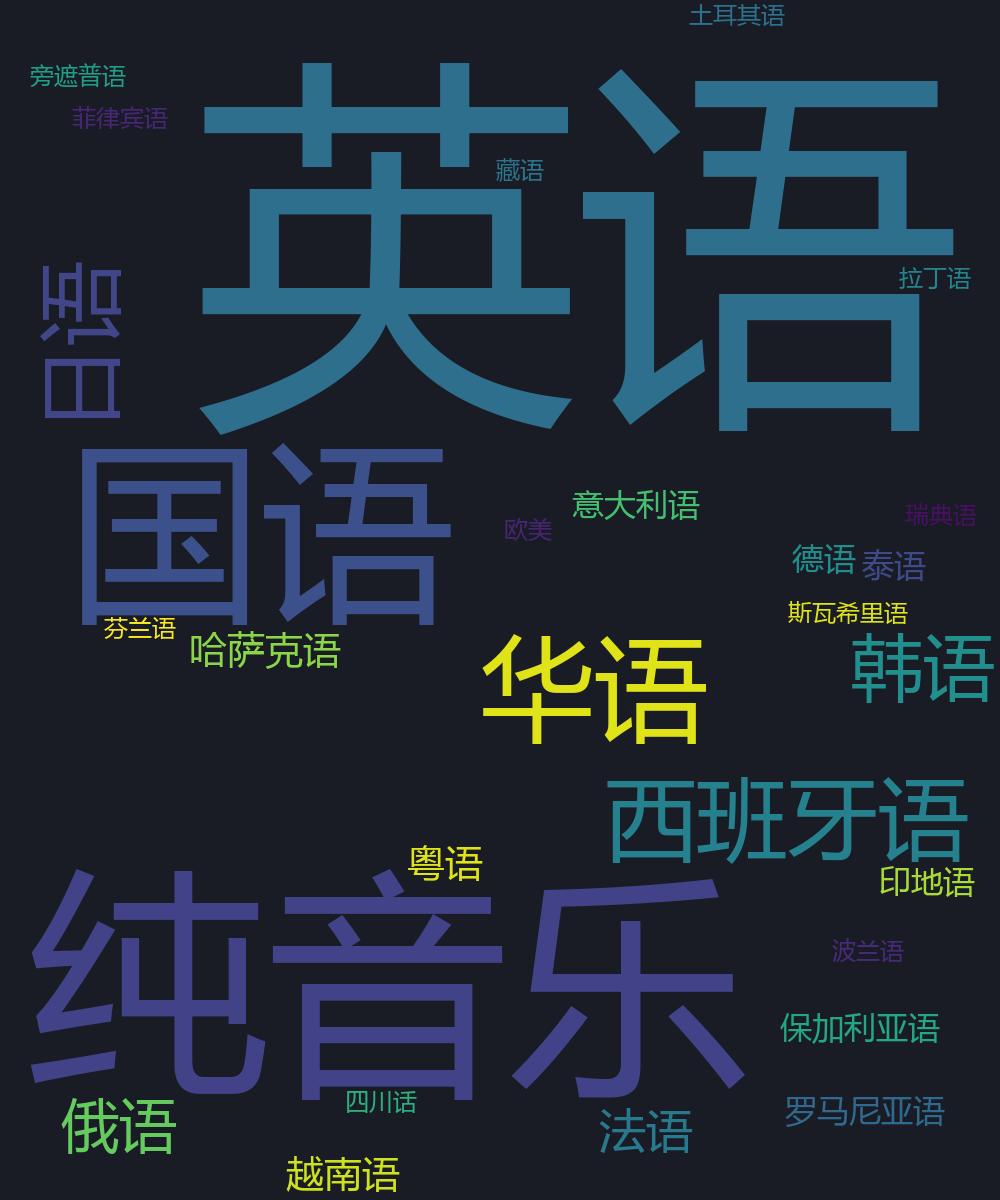 土耳其语
旁遮普语
菲律宾语
英语
藏语
拉丁语
日语
国语
意大利语
欧美
瑞典语
德语
泰语
斯瓦希里语
芬兰语
哈萨克语
华语
韩语
西班牙语
粤语
印地语
纯音乐
波兰语
保加利亚语
四川话
俄语
法语
罗马尼亚语
越南语